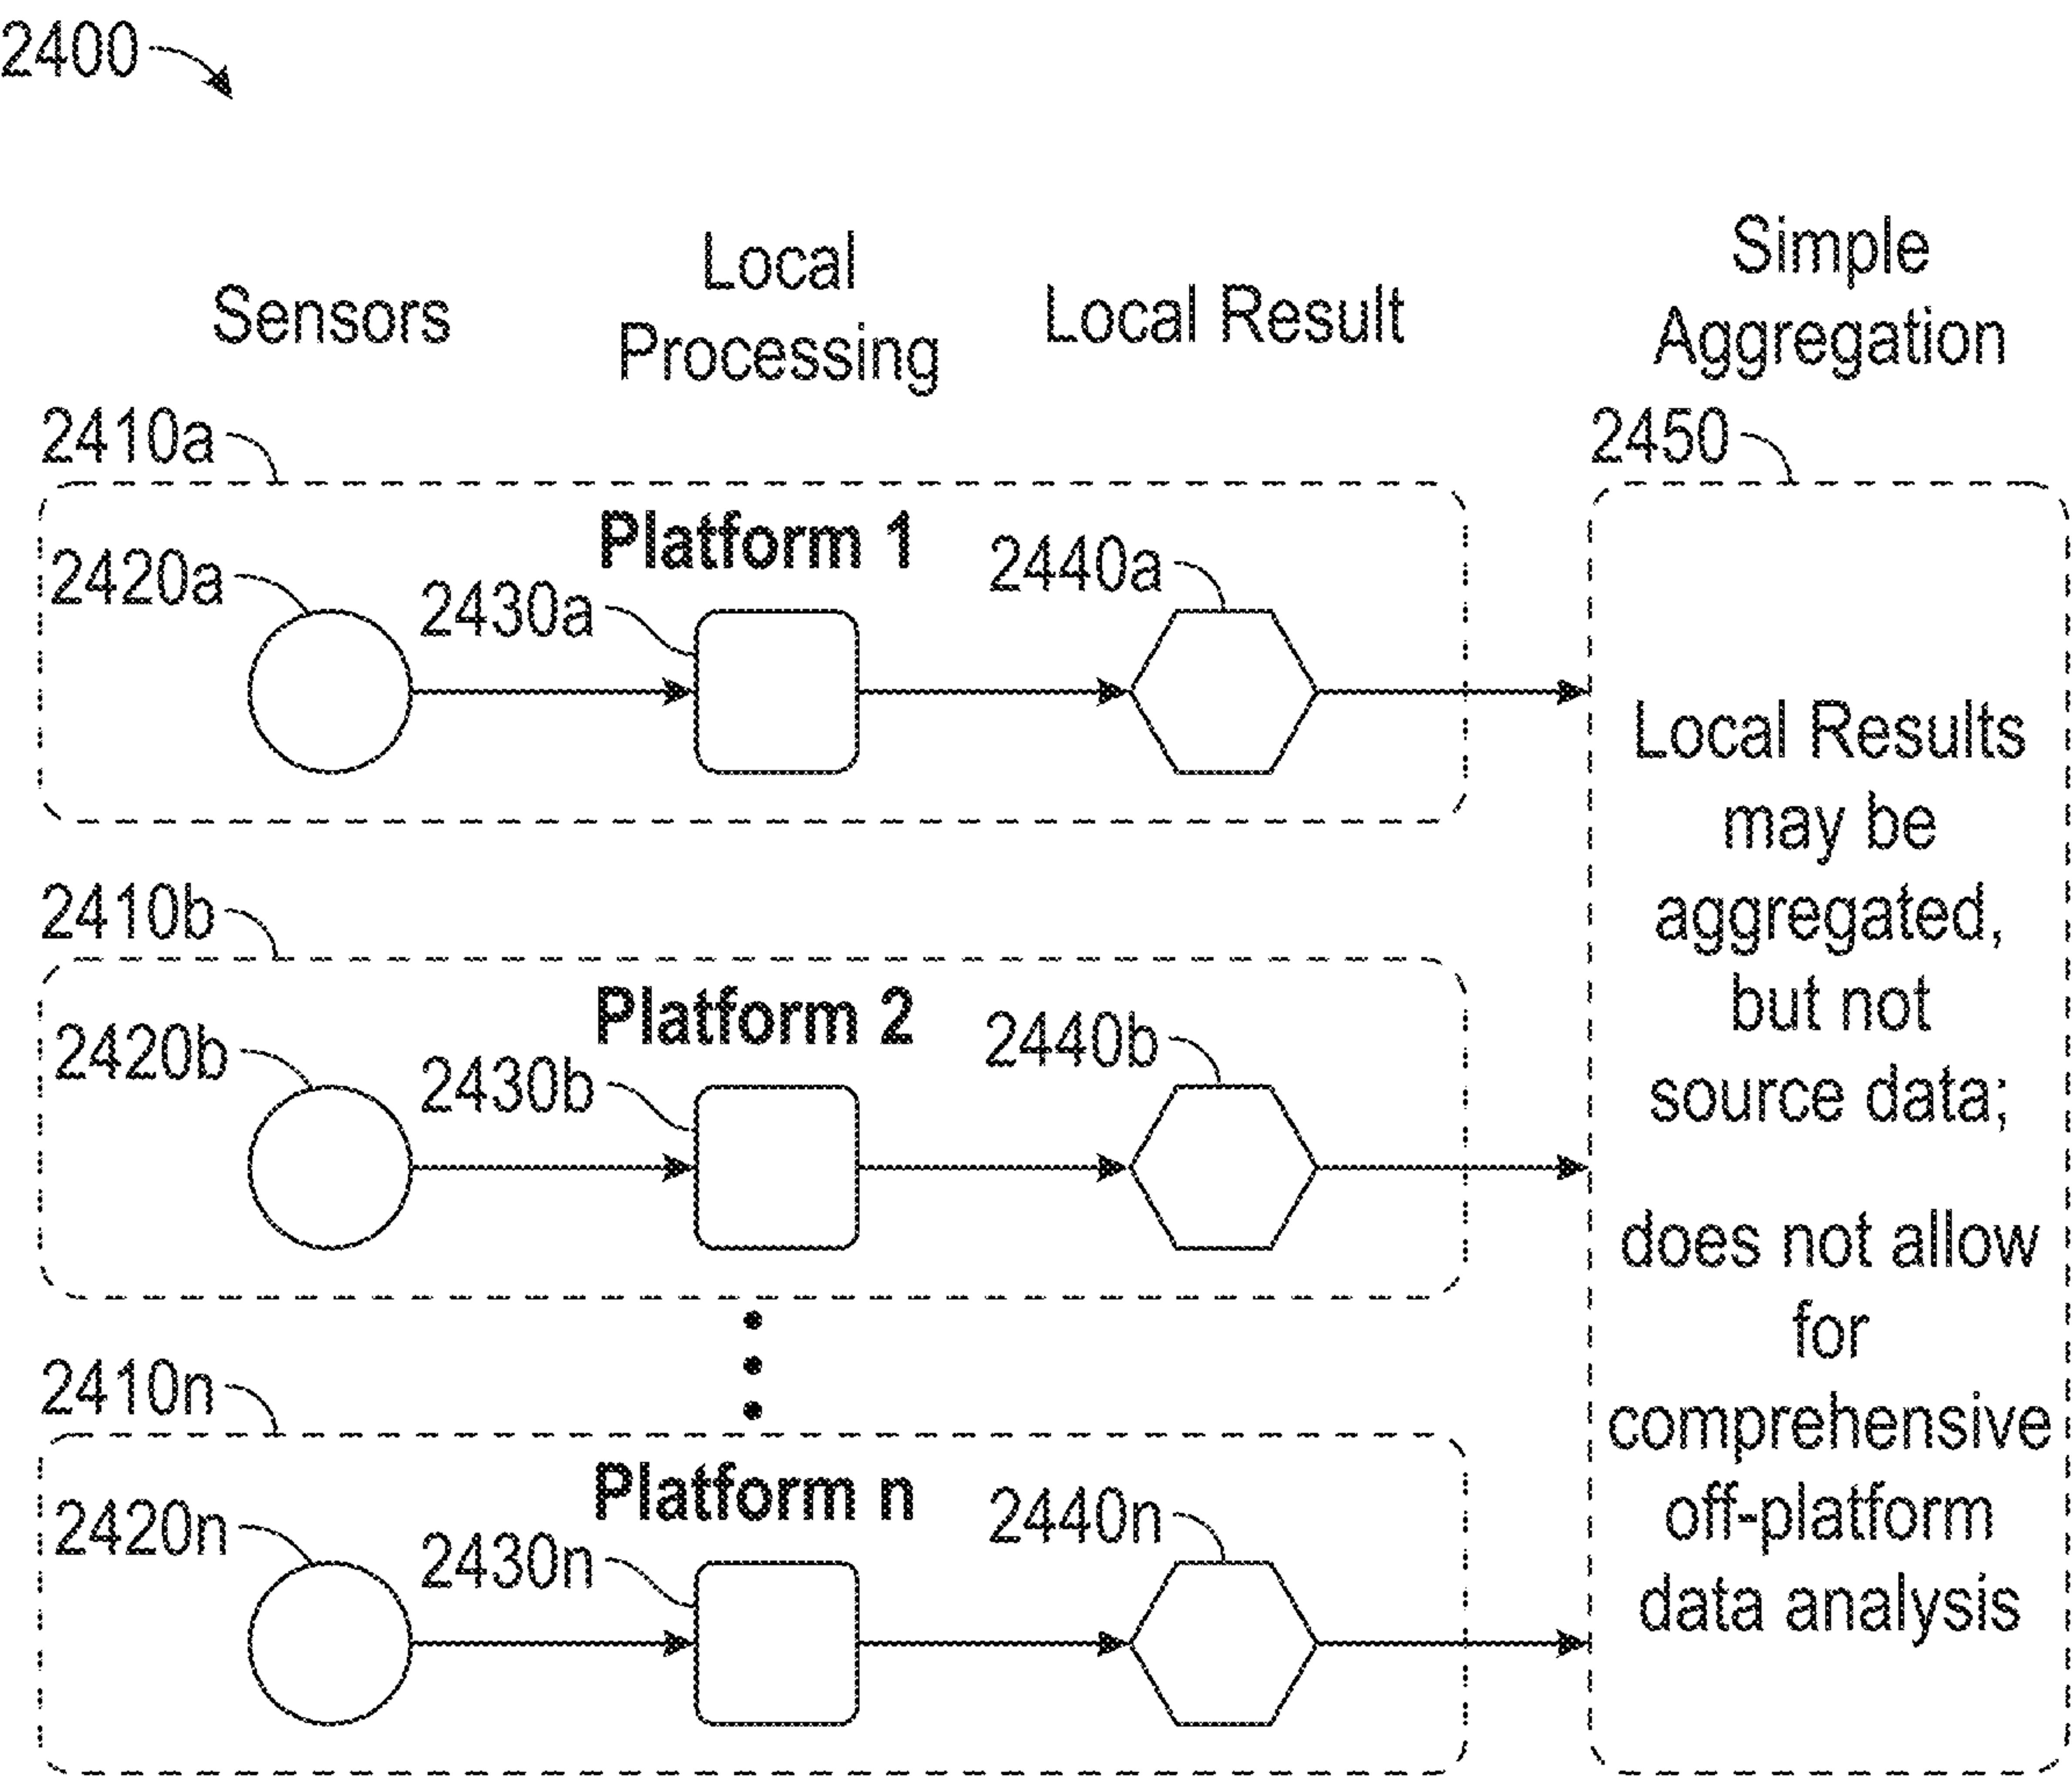 2400
Sensors
Local
Processing
Local Result
Simple
Aggregation
2410a
2450
Platform 1
2420a
2430a
2440a
2410b
Platform 2
2420b
2430b
2440b
2410n
Platform n
2420n
2430n
2440n
Local Results
may be
aggregated,
but not
source data;
does not allow
for
comprehensive
off-platform
data analysis